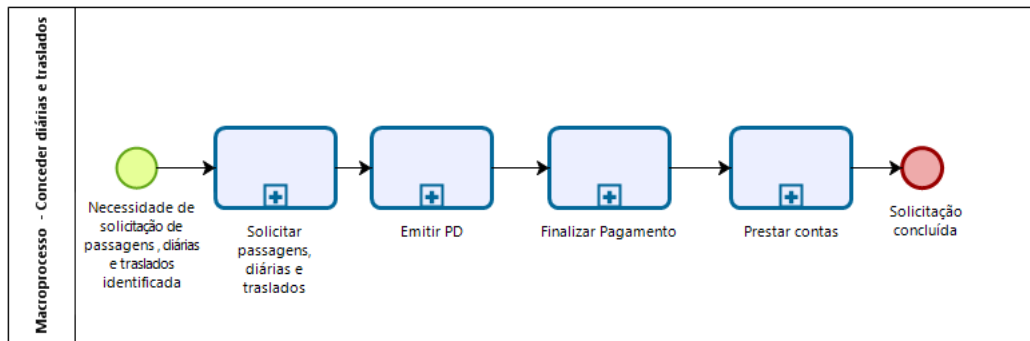 Macroprocesso - Conceder diárias e traslados
Necessidade de
solicitação de
passagens , diárias
e traslados
identificada
Solicitar
passagens,
diárias e
traslados
Emitir PD
Finalizar Pagamento
Prestar contas
Solicitação
concluída